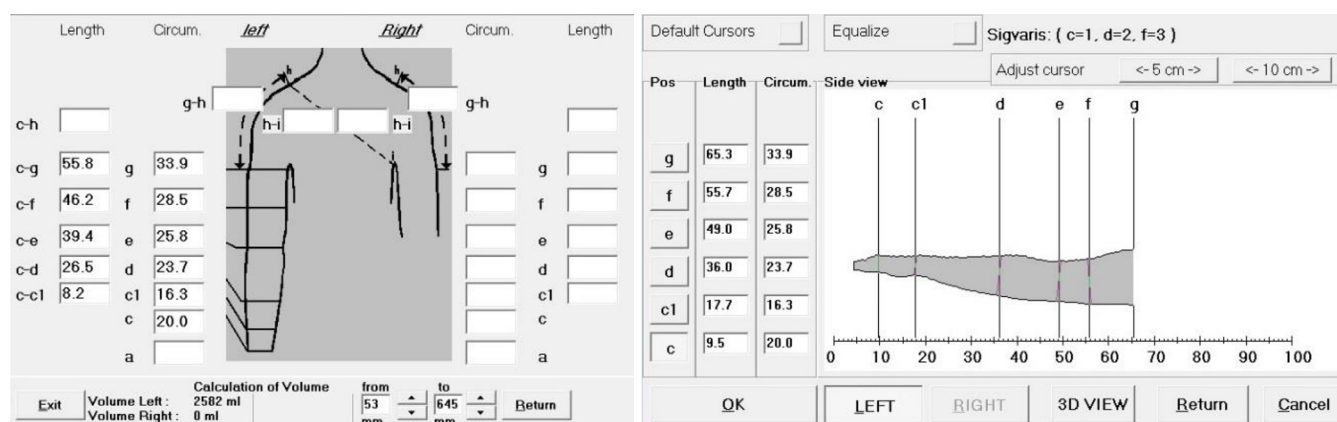 Length Circum. left Right Circum. Length
g-h g-h
c-h h-i h-i
c-g 55.8 g 33.9 g
c-f 46.2 f 28.5 f
c-e 39.4 e 25.8 e
c-d 26.5 d 23.7 d
c-c1 8.2 c1 16.3 c1
c 20.0 c
a a
Calculation of Volume
Exit
Volume Left : 2582 ml
Volume Right : 0 ml
from to
53 645
mm mm
Return
Default Cursors Equalize Sigvaris: ( c=1, d=2, f=3 )
Adjust cursor <- 5 cm -> <- 10 cm ->
Pos Length Circum. Side view
c c1 d e f g
g 65.3 33.9
f 55.7 28.5
e 49.0 25.8
d 36.0 23.7
c1 17.7 16.3
c 9.5 20.0
0 10 20 30 40 50 60 70 80 90 100
OK LEFT RIGHT 3D VIEW Return Cancel